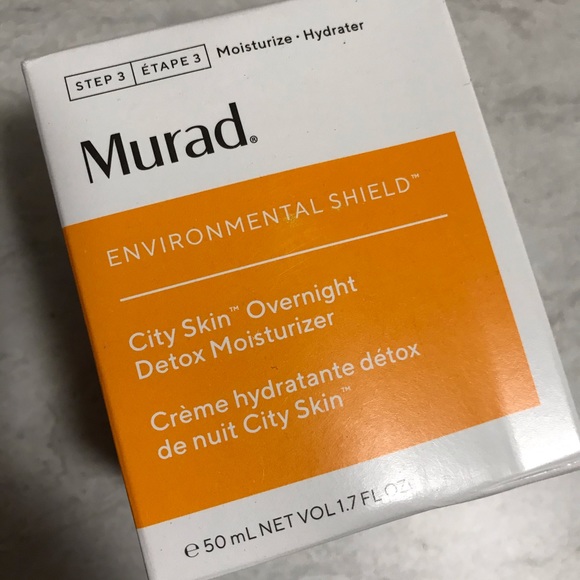 STEP 3 | ÉTAPE 3 Moisturize • Hydrater
Murad®
ENVIRONMENTAL SHIELD™
City Skin™ Overnight
Detox Moisturizer
Crème hydratante détox
de nuit City Skin™
℮ 50 mL NET VOL 1.7 FL OZ